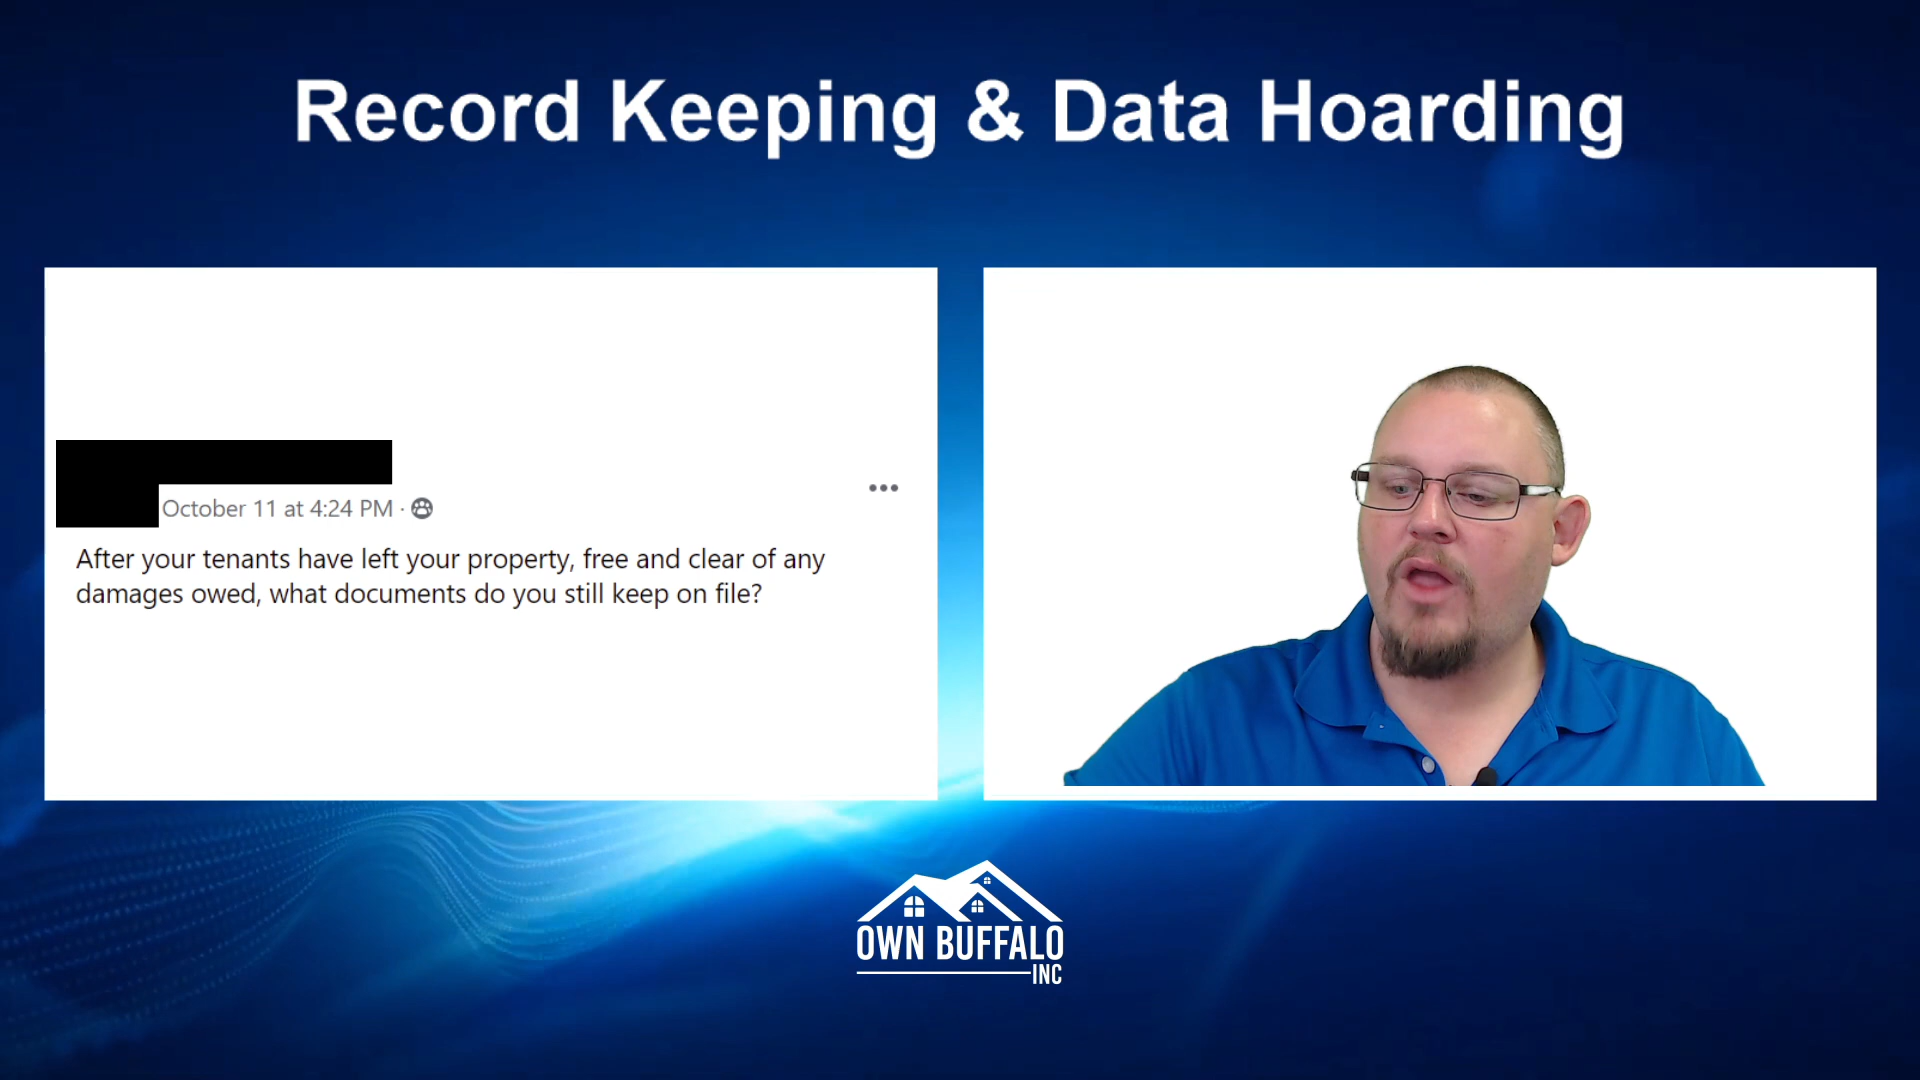 Record Keeping & Data Hoarding
October 11 at 4:24 PM ·
After your tenants have left your property, free and clear of any
damages owed, what documents do you still keep on file?
OWN BUFFALO
INC